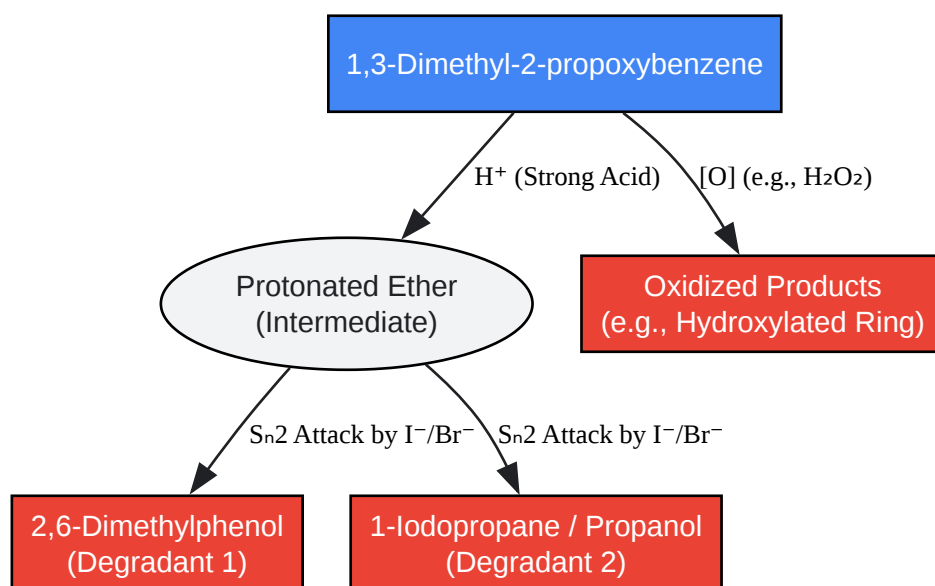 1,3-Dimethyl-2-propoxybenzene
H⁺ (Strong Acid)
[O] (e.g., H₂O₂)
Protonated Ether
(Intermediate)
Oxidized Products
(e.g., Hydroxylated Ring)
Sₙ2 Attack by I⁻/Br⁻
Sₙ2 Attack by I⁻/Br⁻
2,6-Dimethylphenol
(Degradant 1)
1-Iodopropane / Propanol
(Degradant 2)